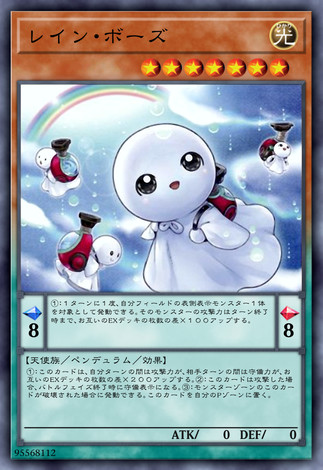 レイン・ボーズ
光
①：１ターンに１度、自分フィールドの表側表示モンスター１体
を対象として発動できる。そのモンスターの攻撃力はターン終了
時まで、お互いのEXデッキの枚数の差×１００アップする。
8
8
【天使族／ペンデュラム／効果】
①：このカードは、自分ターンの間は攻撃力が、相手ターンの間は守備力が、お
互いのEXデッキの枚数の差×２００アップする。②：このカードは攻撃した場
合、バトルフェイズ終了時に守備表示になる。③：モンスターゾーンのこのカー
ドが破壊された場合に発動できる。このカードを自分のPゾーンに置く。
ATK/ 0 DEF/ 0
95568112